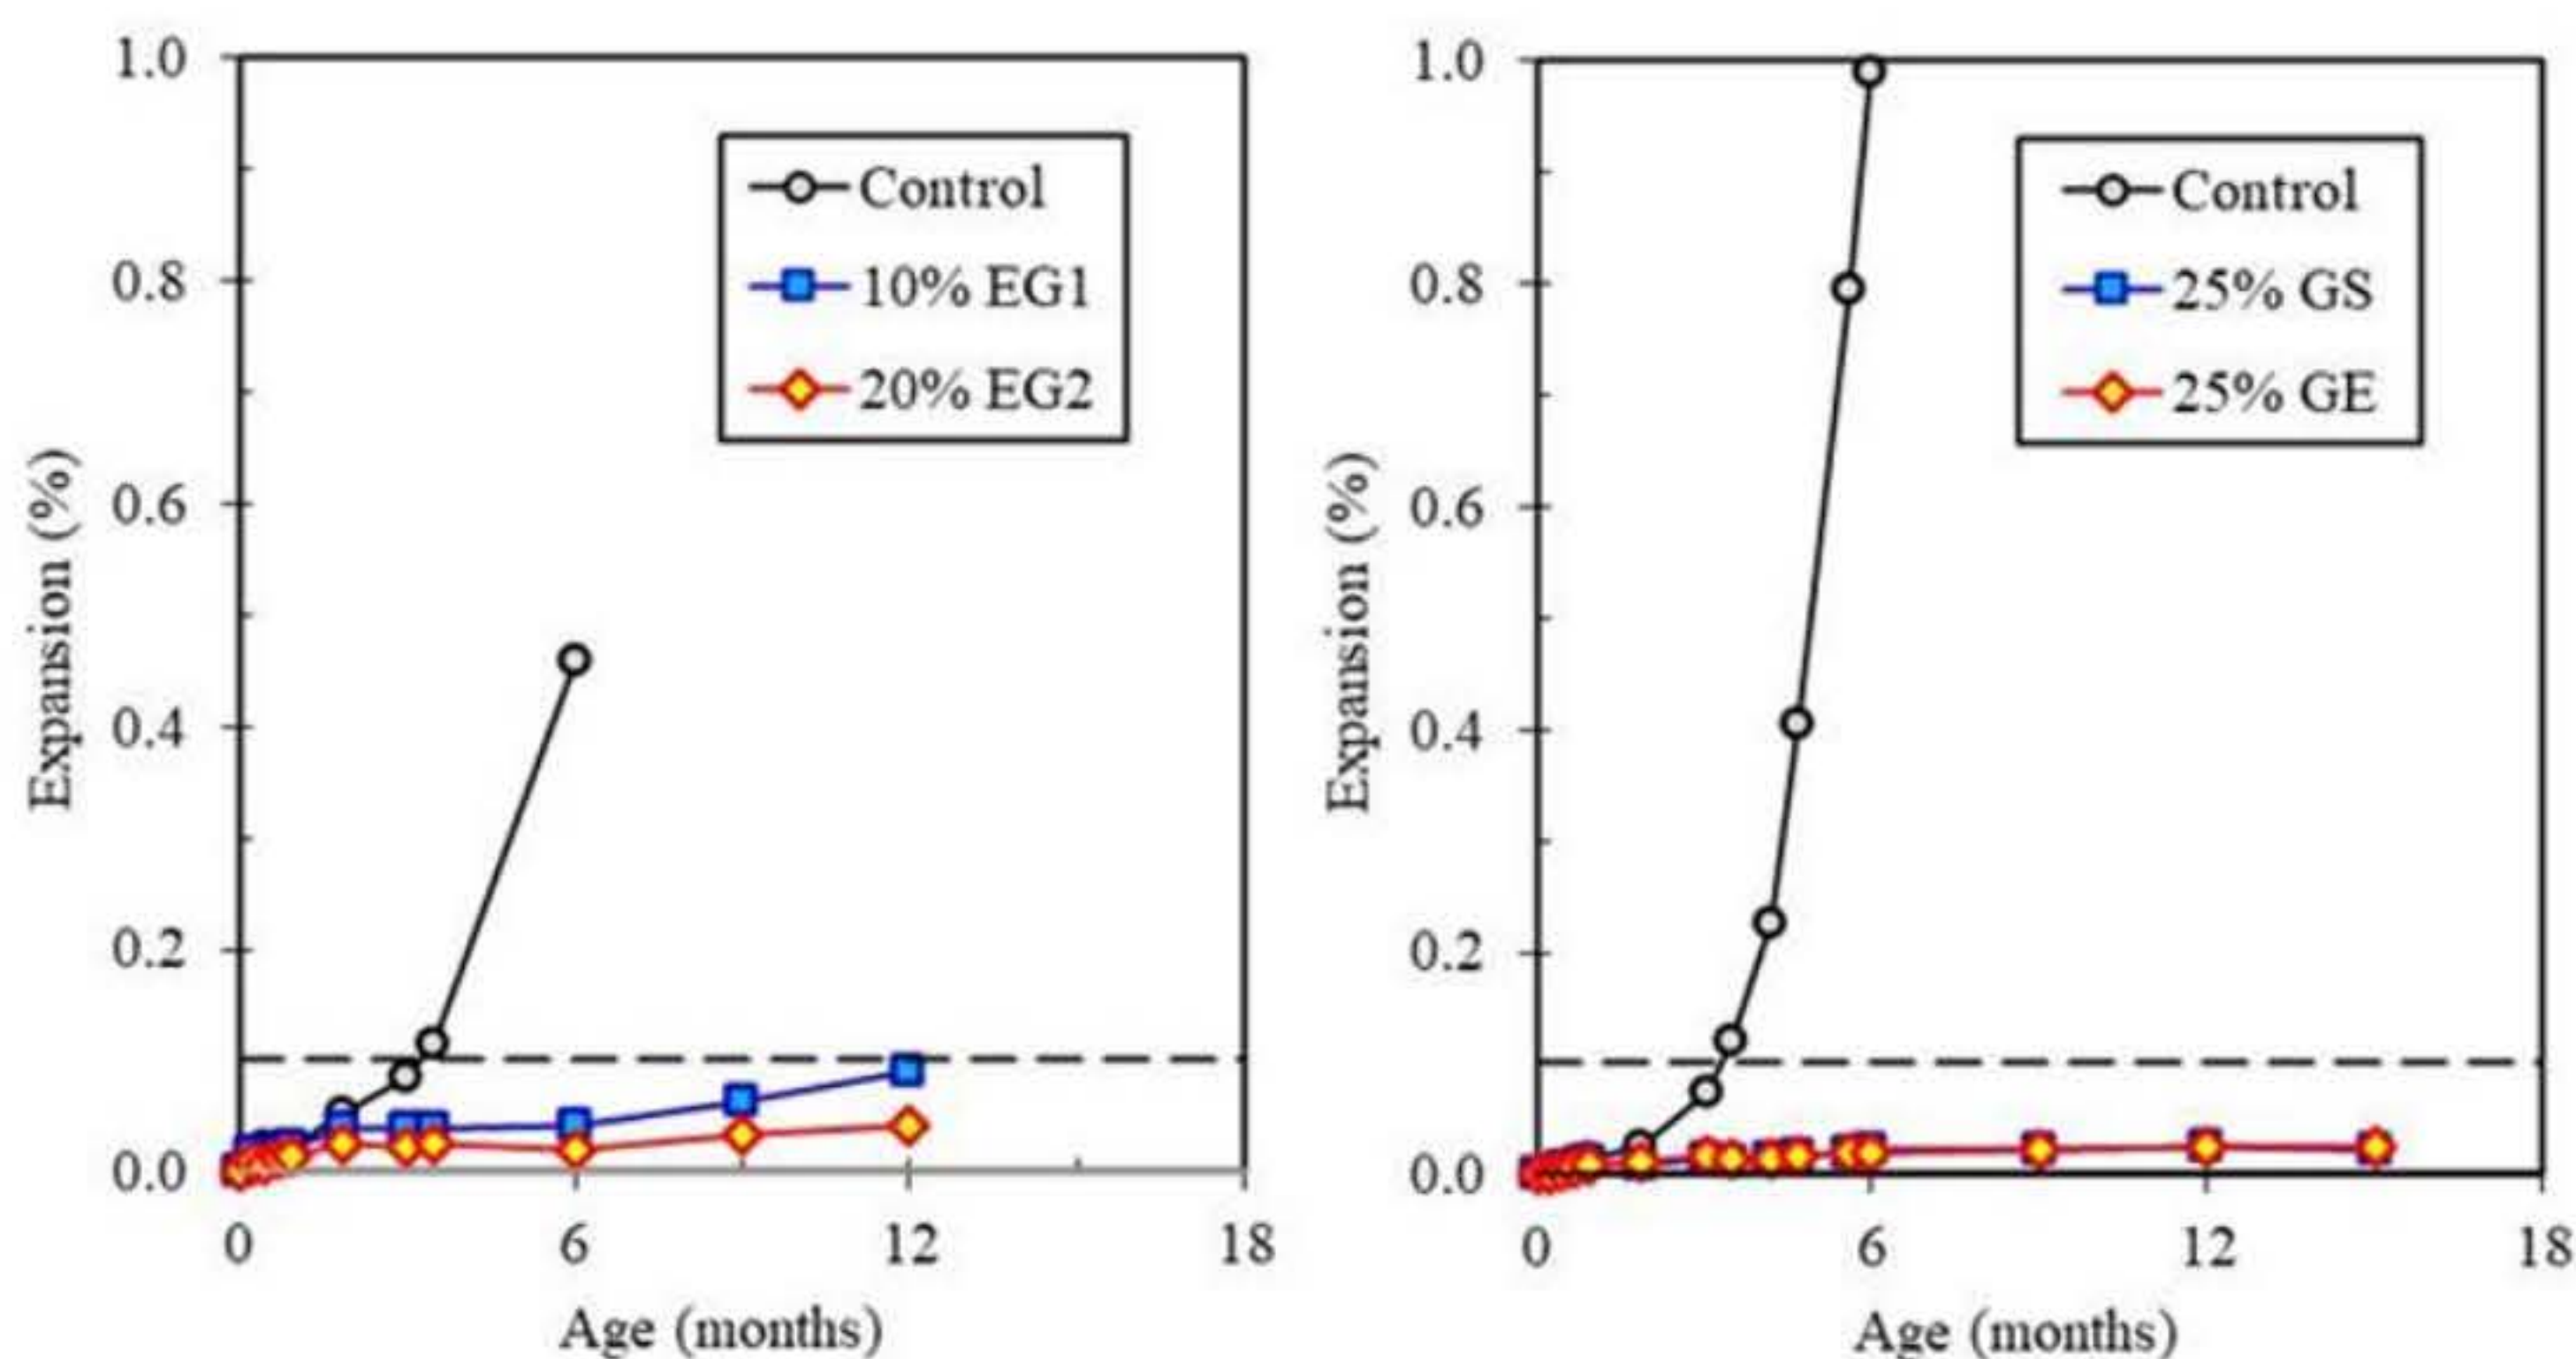 1.0
0.8
0.6
0.4
0.2
0.0
Expansion (%)
Control
10% EG1
20% EG2
0 6 12 18
Age (months)
1.0
0.8
0.6
0.4
0.2
0.0
Expansion (%)
Control
25% GS
25% GE
0 6 12 18
Age (months)